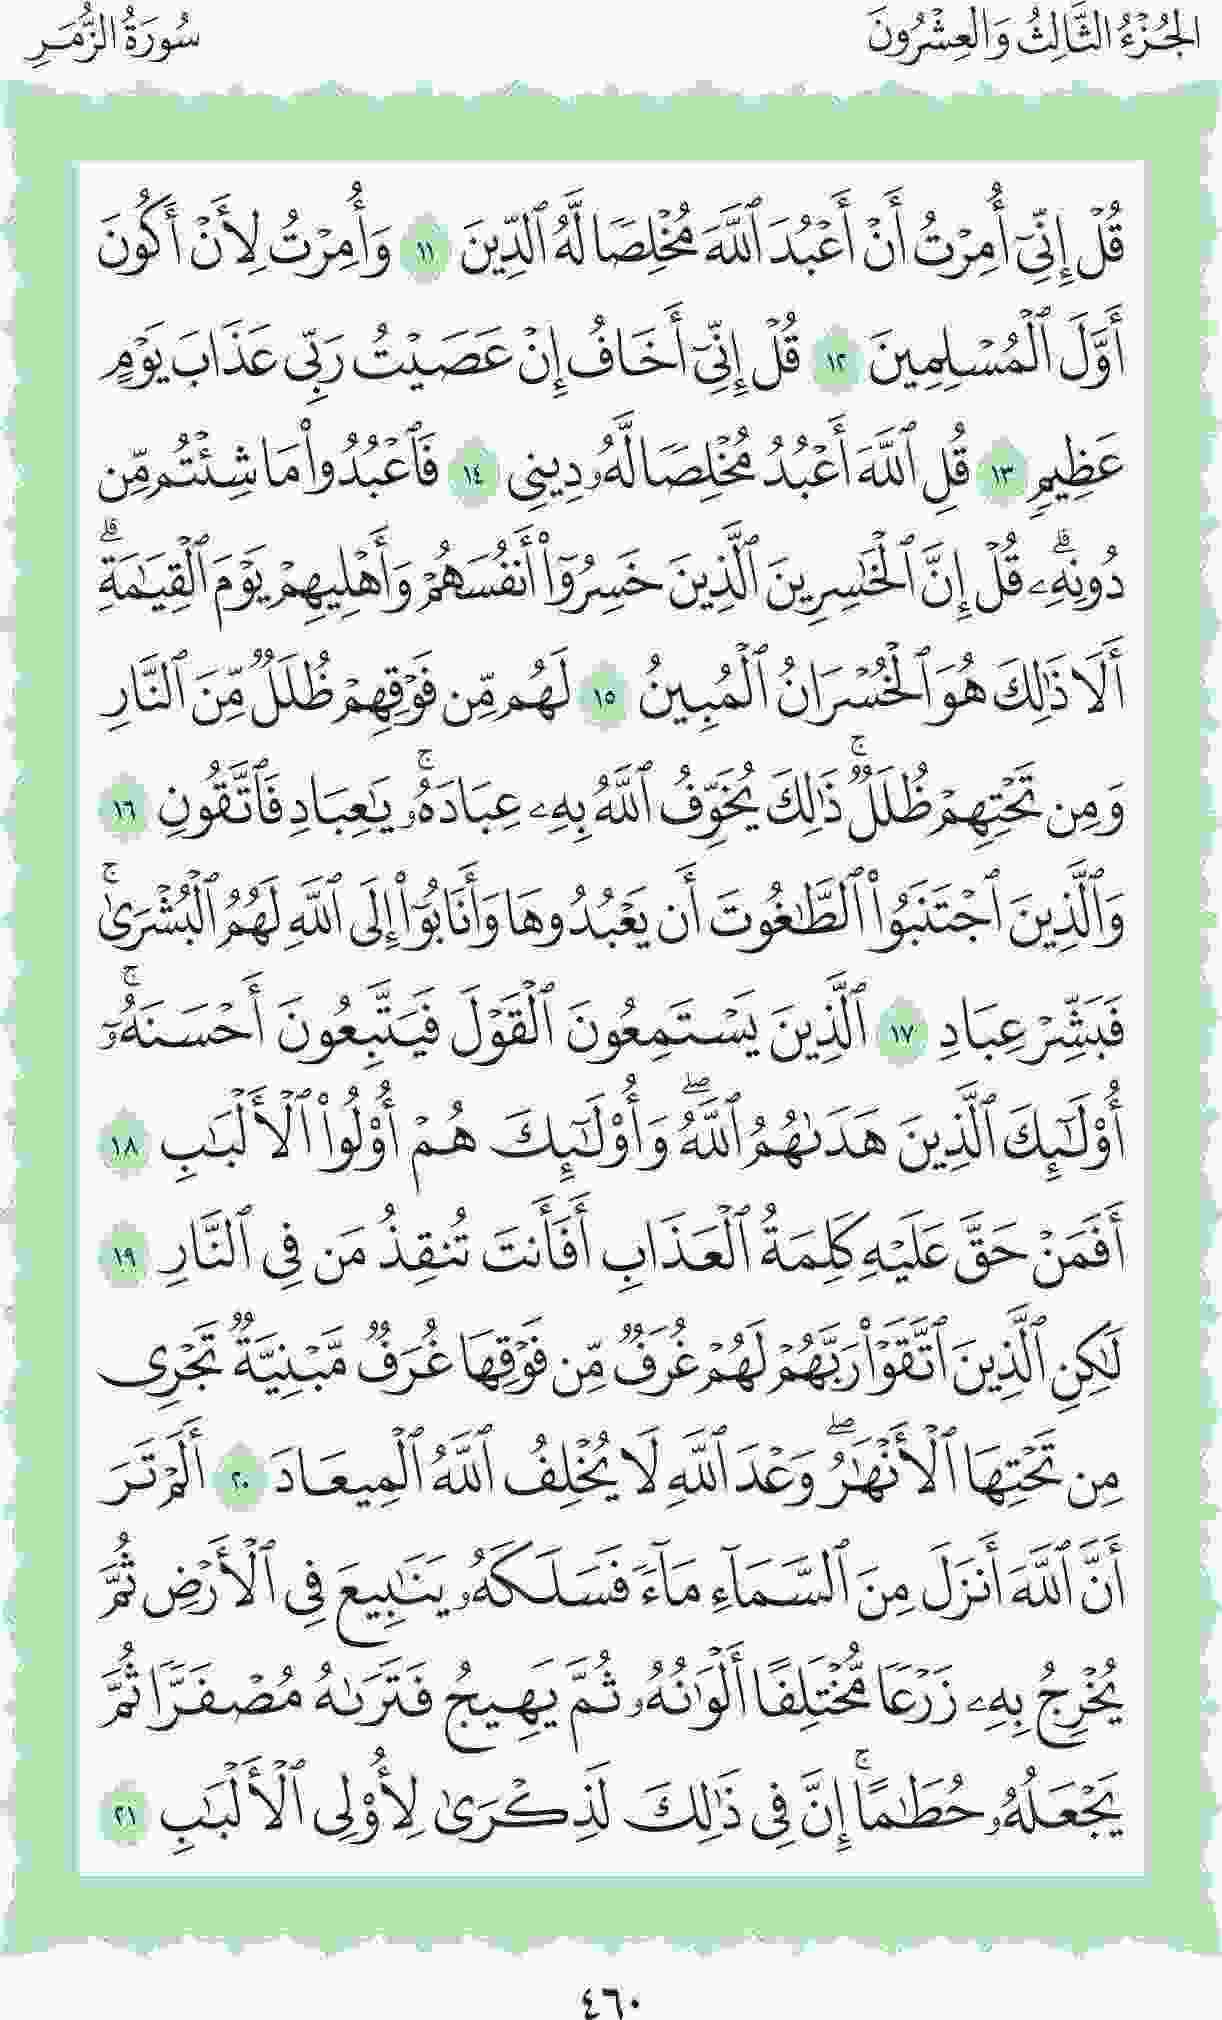 الجُزْءُ الثَّالِثُ وَالعِشْرُونَ
سُورَةُ الزُّمَرِ
قُلْ إِنِّيٓ أُمِرْتُ أَنْ أَعْبُدَ ٱللَّهَ مُخْلِصًا لَّهُ ٱلدِّينَ ١١ وَأُمِرْتُ لِأَنْ أَكُونَ
أَوَّلَ ٱلْمُسْلِمِينَ ١٢ قُلْ إِنِّيٓ أَخَافُ إِنْ عَصَيْتُ رَبِّي عَذَابَ يَوْمٍ
عَظِيمٍ ١٣ قُلِ ٱللَّهَ أَعْبُدُ مُخْلِصًا لَّهُۥ دِينِي ١٤ فَٱعْبُدُوا۟ مَا شِئْتُم مِّن
دُونِهِۦۗ قُلْ إِنَّ ٱلْخَٰسِرِينَ ٱلَّذِينَ خَسِرُوٓا۟ أَنفُسَهُمْ وَأَهْلِيهِمْ يَوْمَ ٱلْقِيَٰمَةِۗ
أَلَا ذَٰلِكَ هُوَ ٱلْخُسْرَانُ ٱلْمُبِينُ ١٥ لَهُم مِّن فَوْقِهِمْ ظُلَلٌ مِّنَ ٱلنَّارِ
وَمِن تَحْتِهِمْ ظُلَلٌۚ ذَٰلِكَ يُخَوِّفُ ٱللَّهُ بِهِۦ عِبَادَهُۥۚ يَٰعِبَادِ فَٱتَّقُونِ ١٦
وَٱلَّذِينَ ٱجْتَنَبُوا۟ ٱلطَّٰغُوتَ أَن يَعْبُدُوهَا وَأَنَابُوٓا۟ إِلَى ٱللَّهِ لَهُمُ ٱلْبُشْرَىٰۚ
فَبَشِّرْ عِبَادِ ١٧ ٱلَّذِينَ يَسْتَمِعُونَ ٱلْقَوْلَ فَيَتَّبِعُونَ أَحْسَنَهُۥٓۚ
أُو۟لَٰٓئِكَ ٱلَّذِينَ هَدَىٰهُمُ ٱللَّهُۖ وَأُو۟لَٰٓئِكَ هُمْ أُو۟لُوا۟ ٱلْأَلْبَٰبِ ١٨
أَفَمَنْ حَقَّ عَلَيْهِ كَلِمَةُ ٱلْعَذَابِ أَفَأَنتَ تُنقِذُ مَن فِي ٱلنَّارِ ١٩
لَٰكِنِ ٱلَّذِينَ ٱتَّقَوْا۟ رَبَّهُمْ لَهُمْ غُرَفٌ مِّن فَوْقِهَا غُرَفٌ مَّبْنِيَّةٌ تَجْرِي
مِن تَحْتِهَا ٱلْأَنْهَٰرُۖ وَعْدَ ٱللَّهِ لَا يُخْلِفُ ٱللَّهُ ٱلْمِيعَادَ ٢٠ أَلَمْ تَرَ
أَنَّ ٱللَّهَ أَنزَلَ مِنَ ٱلسَّمَآءِ مَآءً فَسَلَكَهُۥ يَنَٰبِيعَ فِي ٱلْأَرْضِ ثُمَّ
يُخْرِجُ بِهِۦ زَرْعًا مُّخْتَلِفًا أَلْوَٰنُهُۥ ثُمَّ يَهِيجُ فَتَرَىٰهُ مُصْفَرًّا ثُمَّ
يَجْعَلُهُۥ حُطَٰمًاۚ إِنَّ فِي ذَٰلِكَ لَذِكْرَىٰ لِأُو۟لِي ٱلْأَلْبَٰبِ ٢١
٤٦٠